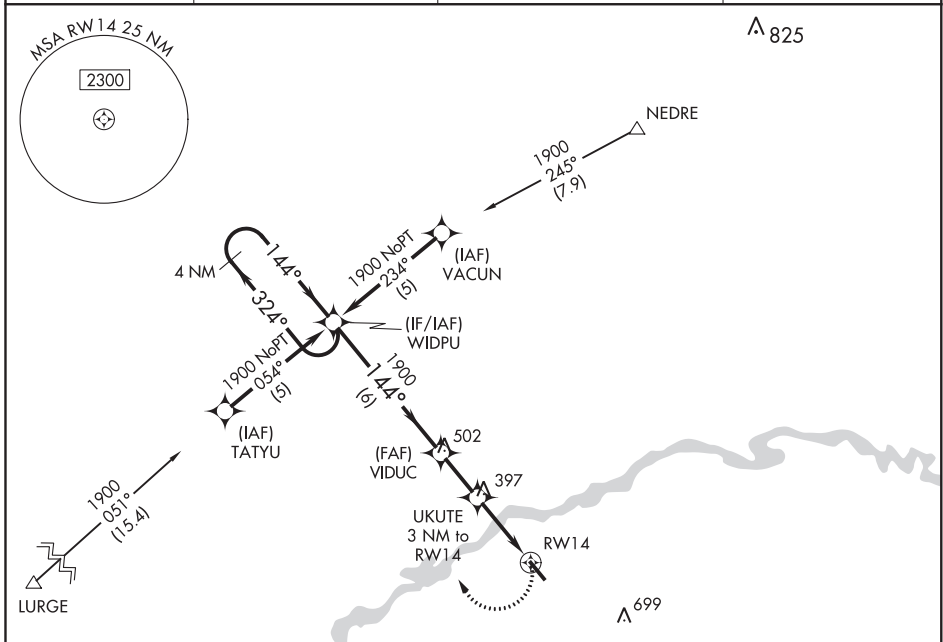 MSA RW14 25 NM
2300
825
NEDRE
1900
245°
(7.9)
(IAF)
VACUN
1900 NoPT
234°
(5)
4 NM
144°
324°
(IF/IAF)
WIDPU
1900 NoPT
054°
(5)
(IAF)
TATYU
1900
144°
(6)
(FAF)
VIDUC
502
397
UKUTE
3 NM to
RW14
RW14
1900
051°
(15.4)
LURGE
699